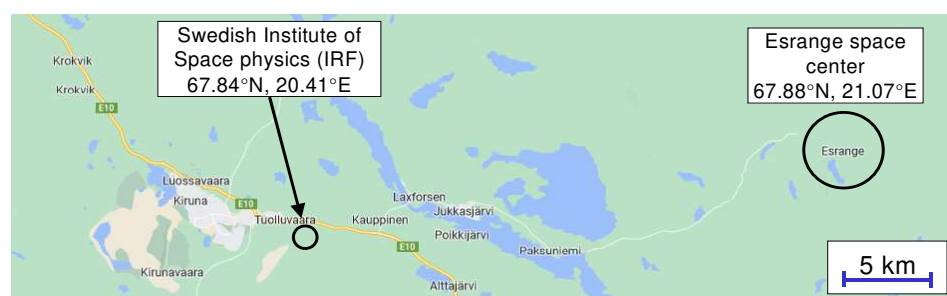 Swedish Institute of
Space physics (IRF)
67.84°N, 20.41°E
Esrange space
center
67.88°N, 21.07°E
Krokvik
Krokvik
E10
Esrange
Luossavaara
Kiruna
E10
Laxforsen
Jukkasjärvi
Tuolluvaara
Kauppinen
Poikkijärvi
E10
Paksuniemi
Kirunavaara
Alttajärvi
5 km